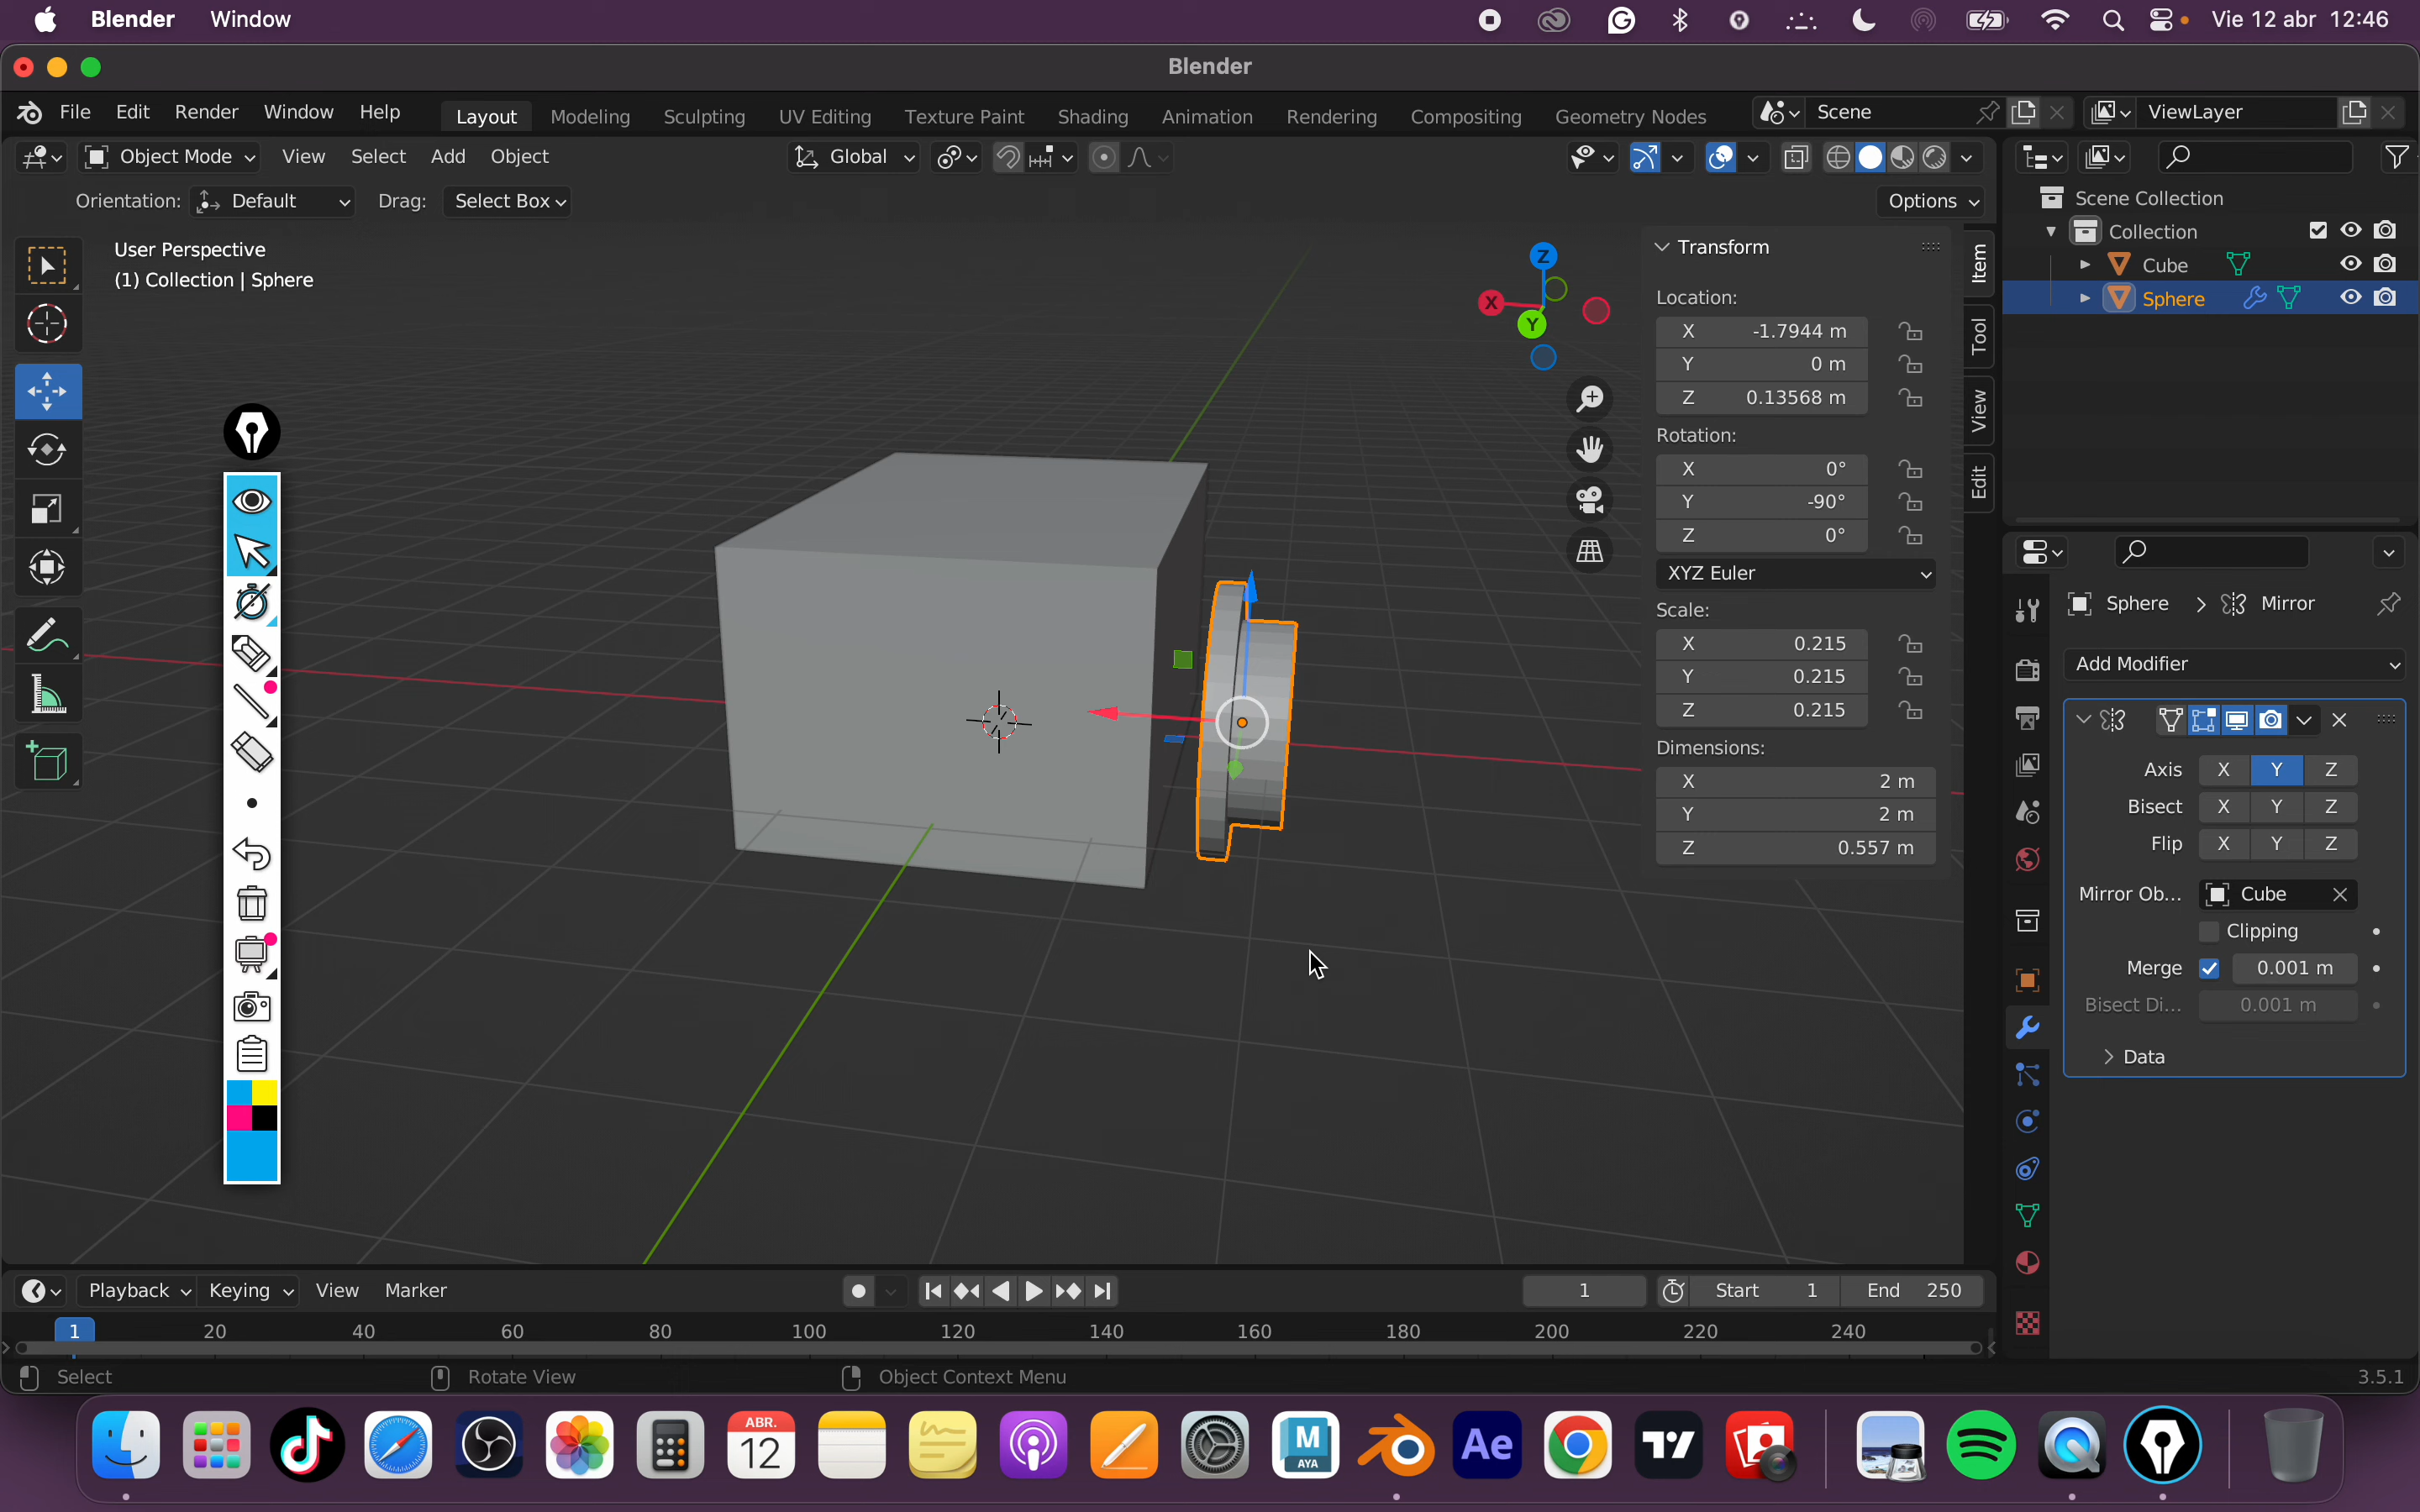 Blender Window Vie 12 abr 12:46
Blender
File Edit Render Window Help Layout Modeling Sculpting UV Editing Texture Paint Shading Animation Rendering Compositing Geometry Nodes Scene ViewLayer
Object Mode View Select Add Object Global
Orientation: Default Drag: Select Box Options
User Perspective
(1) Collection | Sphere
Z
X
Y
Transform
Location:
X -1.7944 m
Y 0 m
Z 0.13568 m
Rotation:
X 0°
Y -90°
Z 0°
XYZ Euler
Scale:
X 0.215
Y 0.215
Z 0.215
Dimensions:
X 2 m
Y 2 m
Z 0.557 m
Item
Tool
View
Edit
Scene Collection
Collection
Cube
Sphere
Sphere > Mirror
Add Modifier
Axis X Y Z
Bisect X Y Z
Flip X Y Z
Mirror Ob... Cube
Clipping
Merge 0.001 m
Bisect Di... 0.001 m
Data
Playback Keying View Marker 1 Start 1 End 250
1 20 40 60 80 100 120 140 160 180 200 220 240
Select Rotate View Object Context Menu 3.5.1
ABR.
12
M
AYA
Ae